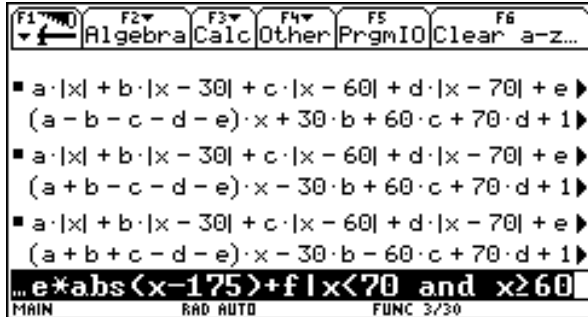 F1 F2 F3 F4 F5 F6
Algebra Calc Other PrgmIO Clear a-z…
a·|x| + b·|x - 30| + c·|x - 60| + d·|x - 70| + e
(a - b - c - d - e)·x + 30·b + 60·c + 70·d + 1
a·|x| + b·|x - 30| + c·|x - 60| + d·|x - 70| + e
(a + b - c - d - e)·x - 30·b + 60·c + 70·d + 1
a·|x| + b·|x - 30| + c·|x - 60| + d·|x - 70| + e
(a + b + c - d - e)·x - 30·b - 60·c + 70·d + 1
…e*abs(x-175)+f|x<70 and x≥60
MAIN RAD AUTO FUNC 3/30